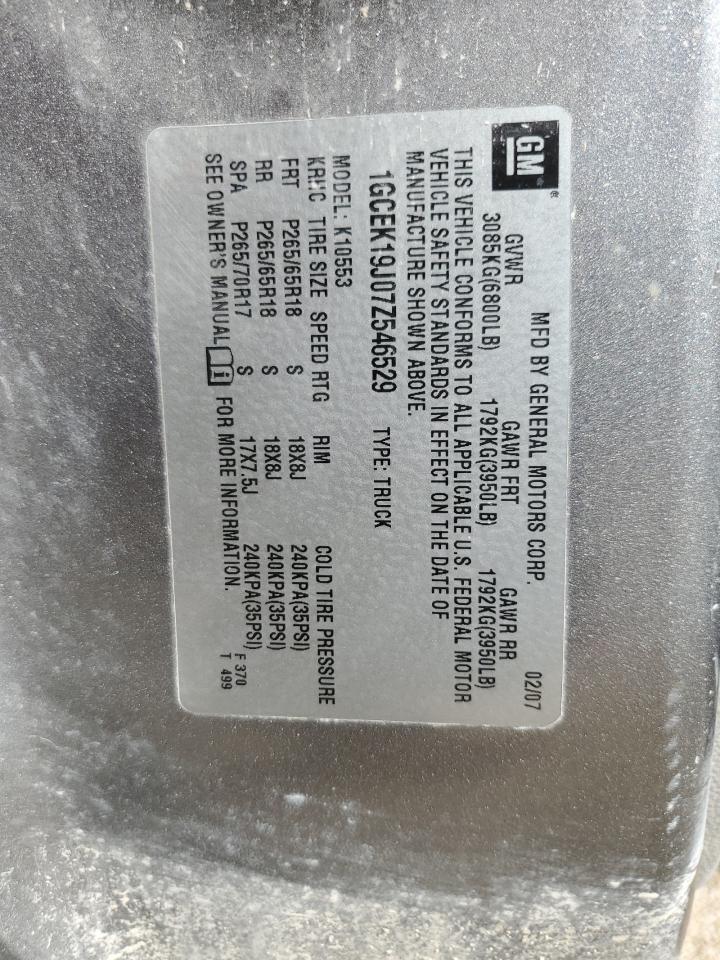 GM ®
MFD BY GENERAL MOTORS CORP. 02/07
GVWR GAWR FRT GAWR RR
3085KG(6800LB) 1792KG(3950LB) 1792KG(3950LB)
THIS VEHICLE CONFORMS TO ALL APPLICABLE U.S. FEDERAL MOTOR
VEHICLE SAFETY STANDARDS IN EFFECT ON THE DATE OF
MANUFACTURE SHOWN ABOVE.
1GCEK19J07Z546529 TYPE: TRUCK
MODEL: K10553
TIRE SIZE SPEED RTG RIM COLD TIRE PRESSURE
FRT P265/65R18 S 18X8J 240KPA(35PSI)
RR P265/65R18 S 18X8J 240KPA(35PSI)
SPA P265/70R17 S 17X7.5J 240KPA(35PSI)
SEE OWNER'S MANUAL i FOR MORE INFORMATION.
F 370
T 499